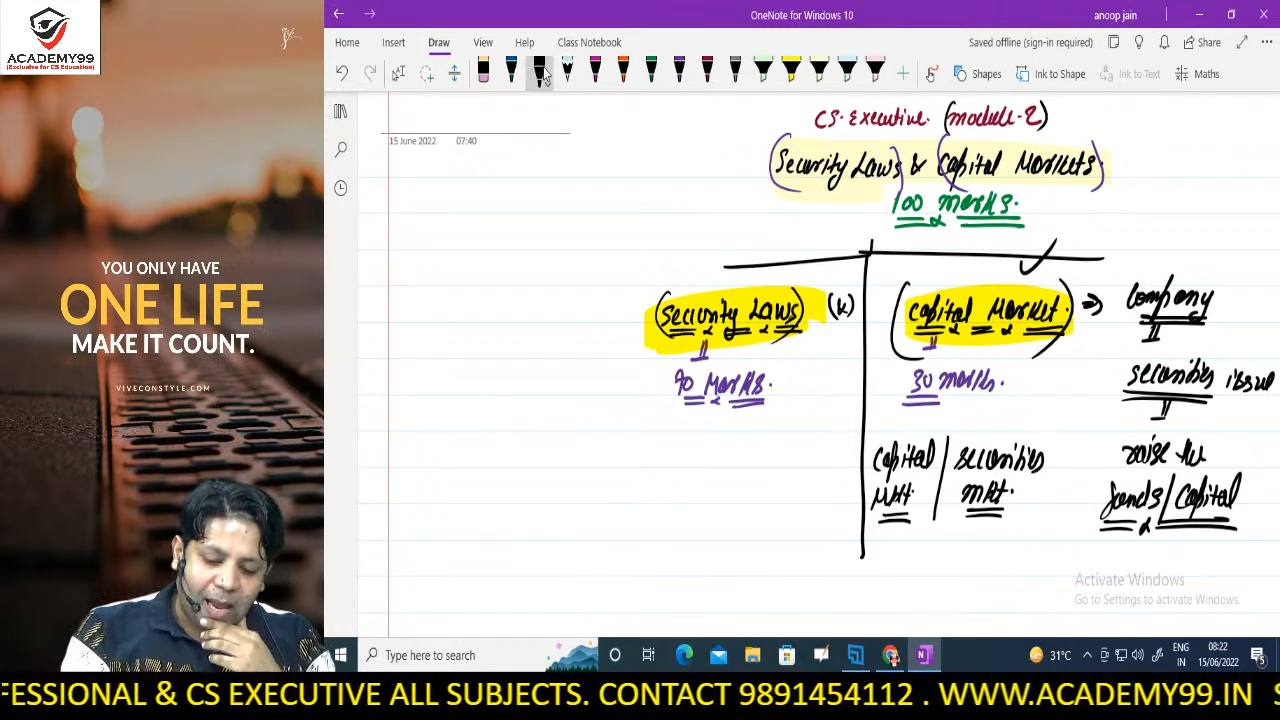 ACADEMY99
(Exclusive for CS Education)
YOU ONLY HAVE
ONE LIFE
MAKE IT COUNT.
VIVECONSTYLE.COM
OneNote for Windows 10
anoop jain
Home Insert Draw View Help Class Notebook
Saved offline (sign-in required) Share
Shapes Ink to Shape Ink to Text Maths
15 June 2022 07:40
CS-Executive (Module-2)
(Security Laws) & (Capital Markets)
100 marks.
(Security Laws) (k)
70 Marks.
(Capital Market.) ⇒ Company
30 marks.
securities issue
Capital Mkt. | securities mkt.
raise the
funds/Capital
Activate Windows
Go to Settings to activate Windows.
Type here to search
31°C
ENG
IN
08:22
15/06/2022
5
FESSIONAL & CS EXECUTIVE ALL SUBJECTS. CONTACT 9891454112 . WWW.ACADEMY99.IN S